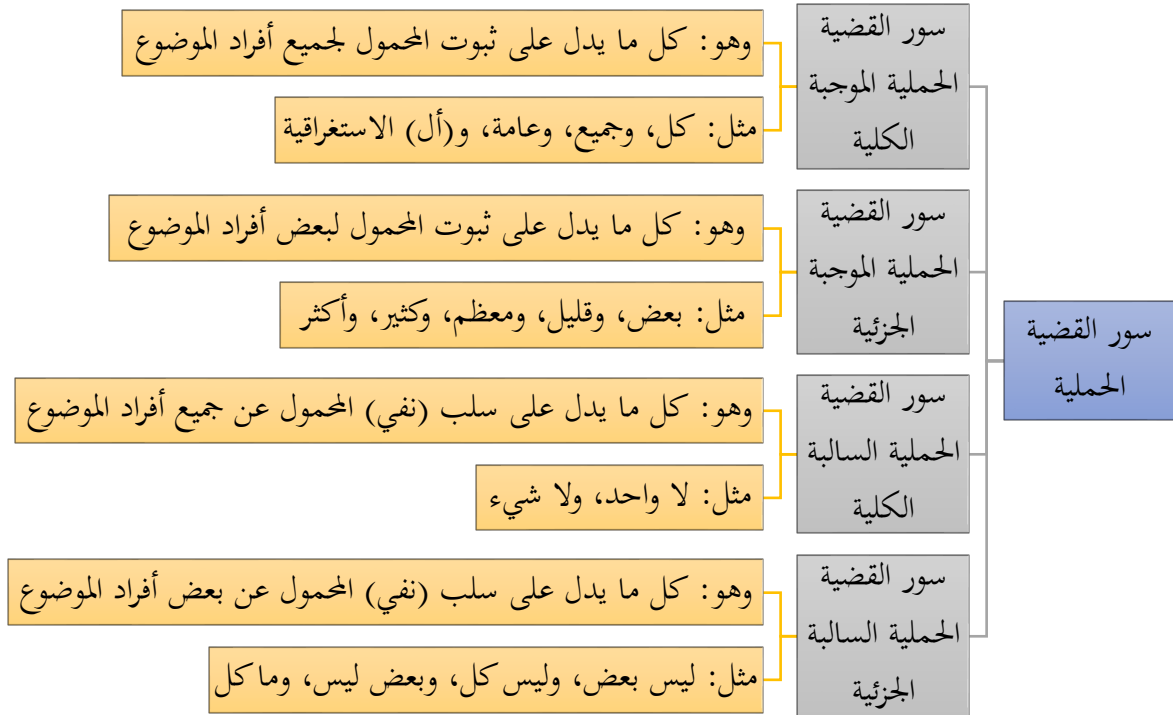 سور القضية
الحملية
سور القضية
الحملية الموجبة
الكلية
وهو: كل ما يدل على ثبوت المحمول لجميع أفراد الموضوع
مثل: كل، وجميع، وعامة، و(أل) الاستغراقية
سور القضية
الحملية الموجبة
الجزئية
وهو: كل ما يدل على ثبوت المحمول لبعض أفراد الموضوع
مثل: بعض، وقليل، ومعظم، وكثير، وأكثر
سور القضية
الحملية السالبة
الكلية
وهو: كل ما يدل على سلب (نفي) المحمول عن جميع أفراد الموضوع
مثل: لا واحد، ولا شيء
سور القضية
الحملية السالبة
الجزئية
وهو: كل ما يدل على سلب (نفي) المحمول عن بعض أفراد الموضوع
مثل: ليس بعض، وليس كل، وبعض ليس، وما كل